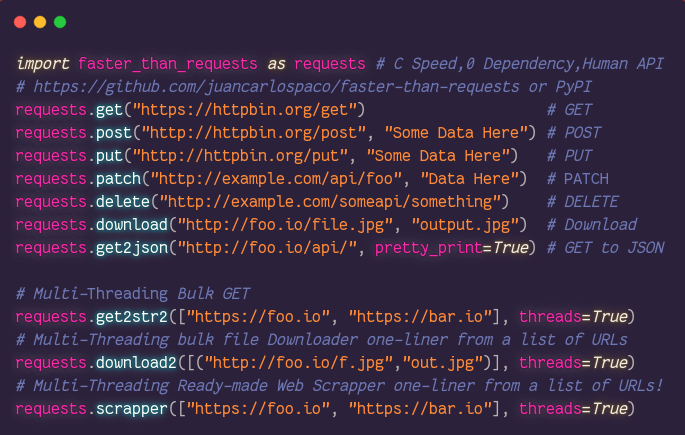 import faster_than_requests as requests # C Speed,0 Dependency,Human API
# https://github.com/juancarlospaco/faster-than-requests or PyPI
requests.get("https://httpbin.org/get") # GET
requests.post("http://httpbin.org/post", "Some Data Here") # POST
requests.put("http://httpbin.org/put", "Some Data Here") # PUT
requests.patch("http://example.com/api/foo", "Data Here") # PATCH
requests.delete("http://example.com/someapi/something") # DELETE
requests.download("http://foo.io/file.jpg", "output.jpg") # Download
requests.get2json("http://foo.io/api/", pretty_print=True) # GET to JSON
# Multi-Threading Bulk GET
requests.get2str2(["https://foo.io", "https://bar.io"], threads=True)
# Multi-Threading bulk file Downloader one-liner from a list of URLs
requests.download2([("http://foo.io/f.jpg","out.jpg")], threads=True)
# Multi-Threading Ready-made Web Scrapper one-liner from a list of URLs!
requests.scrapper(["https://foo.io", "https://bar.io"], threads=True)